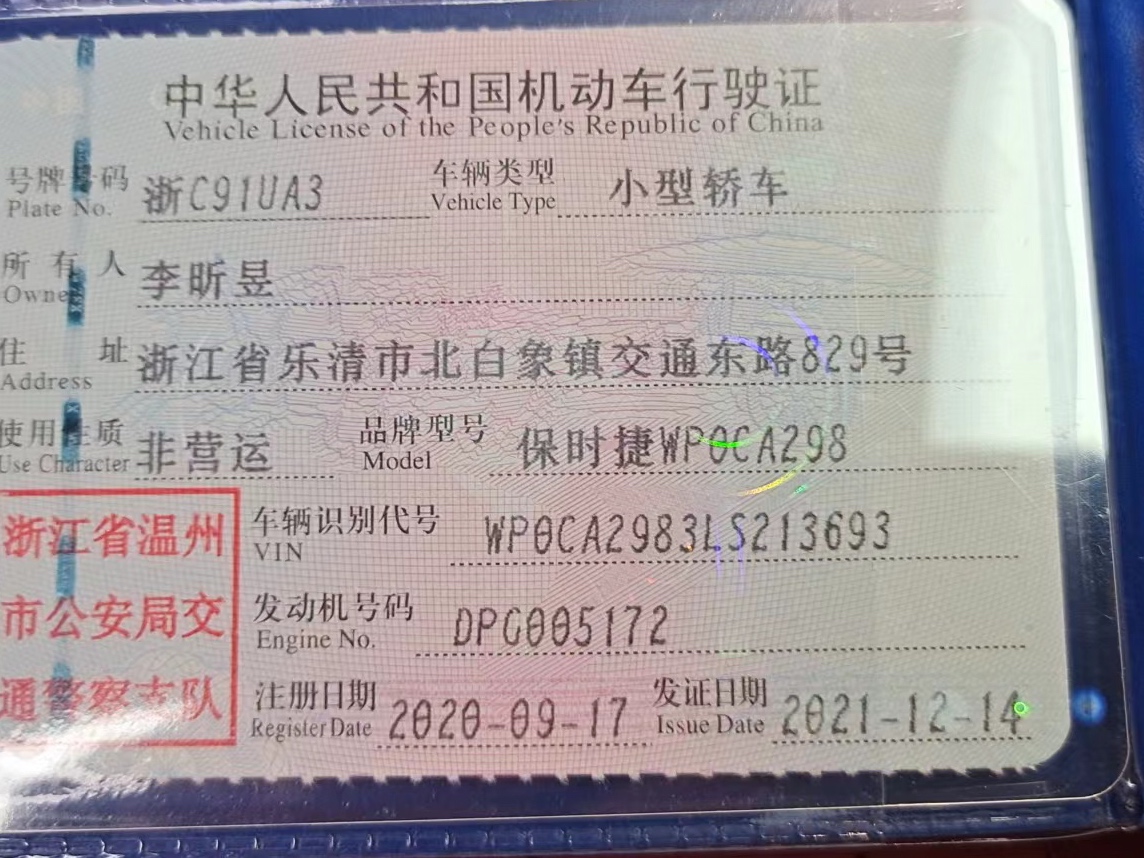 中华人民共和国机动车行驶证
Vehicle License of the People's Republic of China
号牌号码 浙C91UA3 车辆类型 小型轿车
Plate No. Vehicle Type
所有人 李昕昱
Owner
住址 浙江省乐清市北白象镇交通东路829号
Address
使用性质 非营运 品牌型号 保时捷WP0CA298
Use Character Model
浙江省温州
市公安局交
通警察支队
车辆识别代号 WP0CA2983LS213693
VIN
发动机号码 DPG005172
Engine No.
注册日期 2020-09-17 发证日期 2021-12-14
Register Date Issue Date